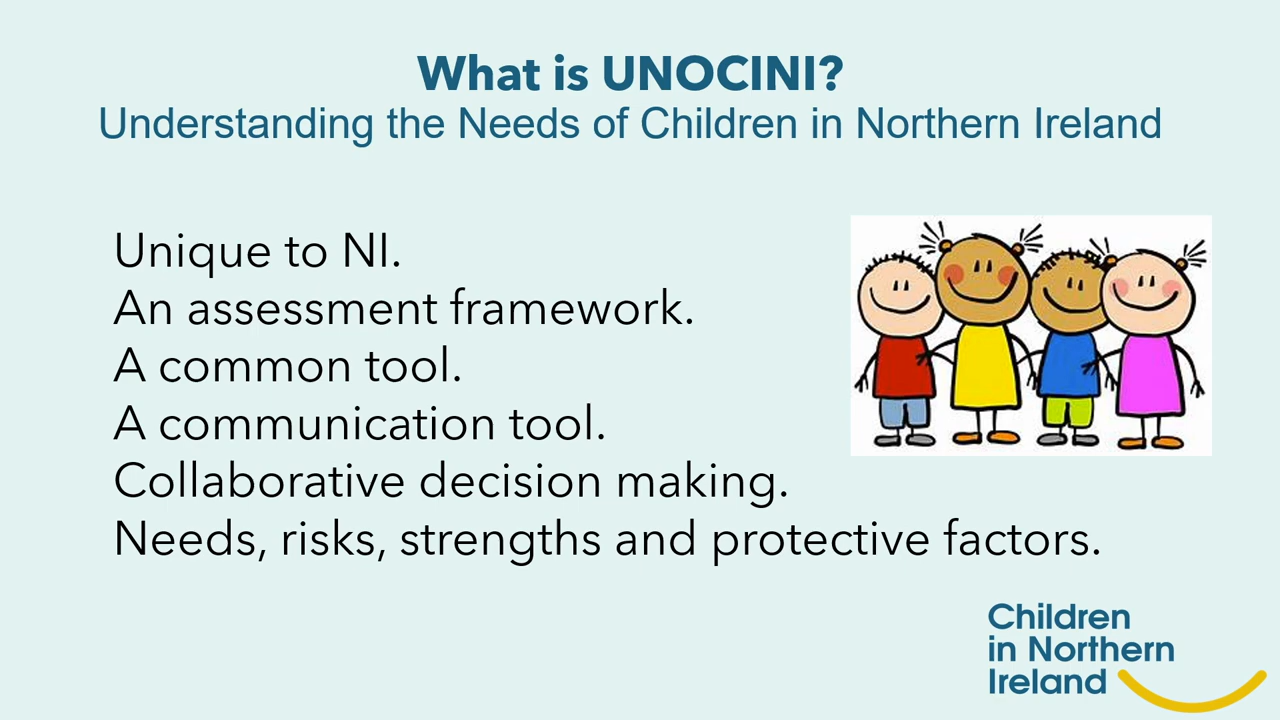 What is UNOCINI?
Understanding the Needs of Children in Northern Ireland
Unique to NI.
An assessment framework.
A common tool.
A communication tool.
Collaborative decision making.
Needs, risks, strengths and protective factors.
Children
in Northern
Ireland